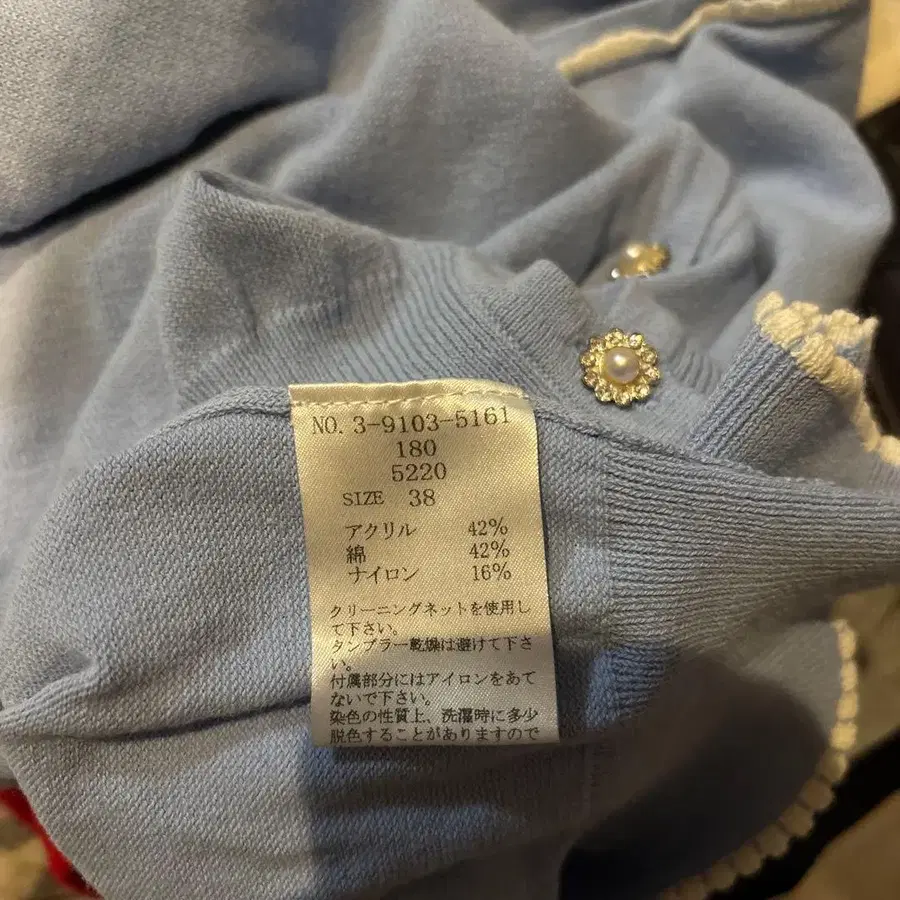 NO. 3-9103-5161
180
5220
SIZE 38
アクリル 42%
綿 42%
ナイロン 16%
クリーニングネットを使用し
て下さい。
タンブラー乾燥は避けて下さ
い。
付属部分にはアイロンをあて
ないで下さい。
染色の性質上、洗濯時に多少
脱色することがありますので